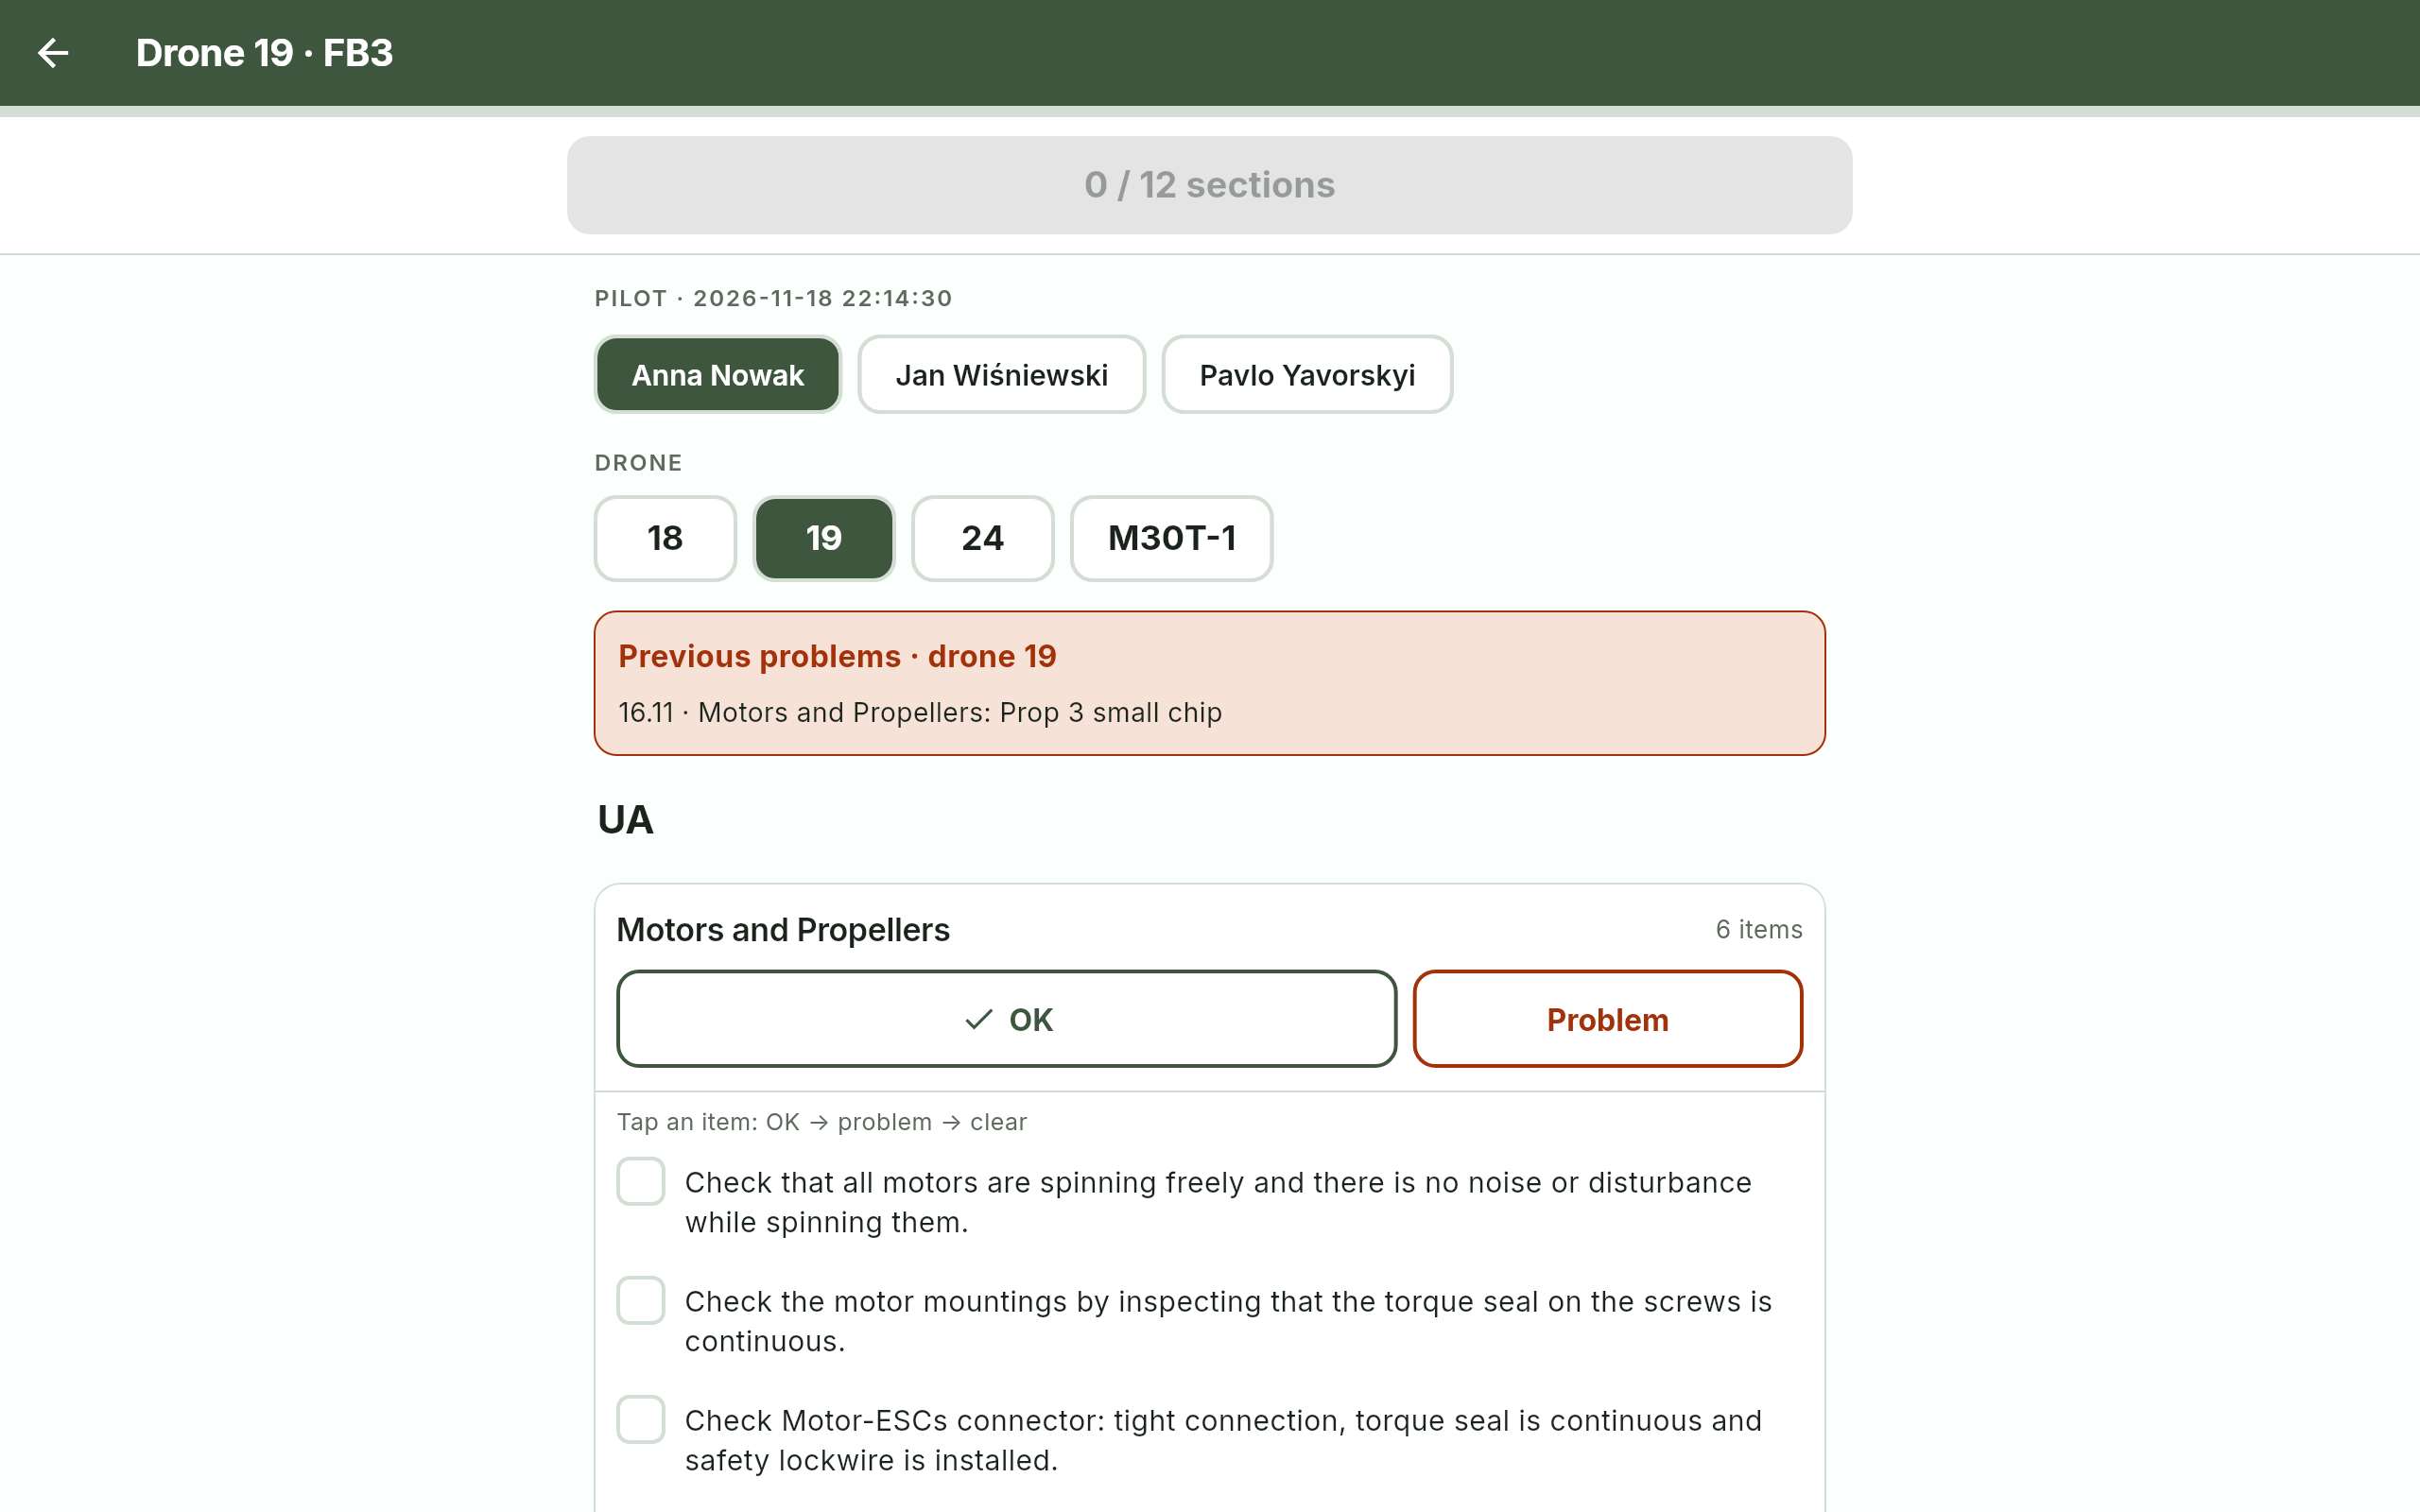 Drone 19 · FB3
0 / 12 sections
PILOT · 2026-11-18 22:14:30
Anna Nowak
Jan Wiśniewski
Pavlo Yavorskyi
DRONE
18
19
24
M30T-1
Previous problems · drone 19
16.11 · Motors and Propellers: Prop 3 small chip
UA
Motors and Propellers
6 items
OK
Problem
Tap an item: OK → problem → clear
Check that all motors are spinning freely and there is no noise or disturbance
while spinning them.
Check the motor mountings by inspecting that the torque seal on the screws is
continuous.
Check Motor-ESCs connector: tight connection, torque seal is continuous and
safety lockwire is installed.